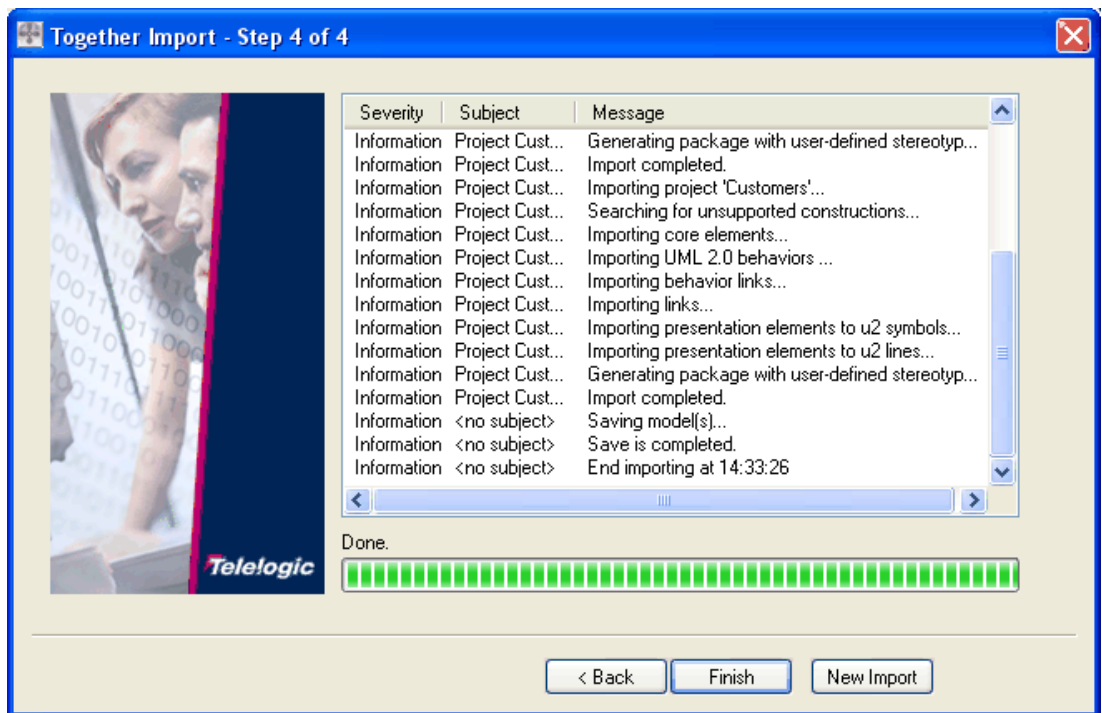 Together Import - Step 4 of 4
Severity Subject Message
Information Project Cust... Generating package with user-defined stereotyp...
Information Project Cust... Import completed.
Information Project Cust... Importing project 'Customers'...
Information Project Cust... Searching for unsupported constructions...
Information Project Cust... Importing core elements...
Information Project Cust... Importing UML 2.0 behaviors ...
Information Project Cust... Importing behavior links...
Information Project Cust... Importing links...
Information Project Cust... Importing presentation elements to u2 symbols...
Information Project Cust... Importing presentation elements to u2 lines...
Information Project Cust... Generating package with user-defined stereotyp...
Information Project Cust... Import completed.
Information <no subject> Saving model(s)...
Information <no subject> Save is completed.
Information <no subject> End importing at 14:33:26
Telelogic
Done.
< Back Finish New Import